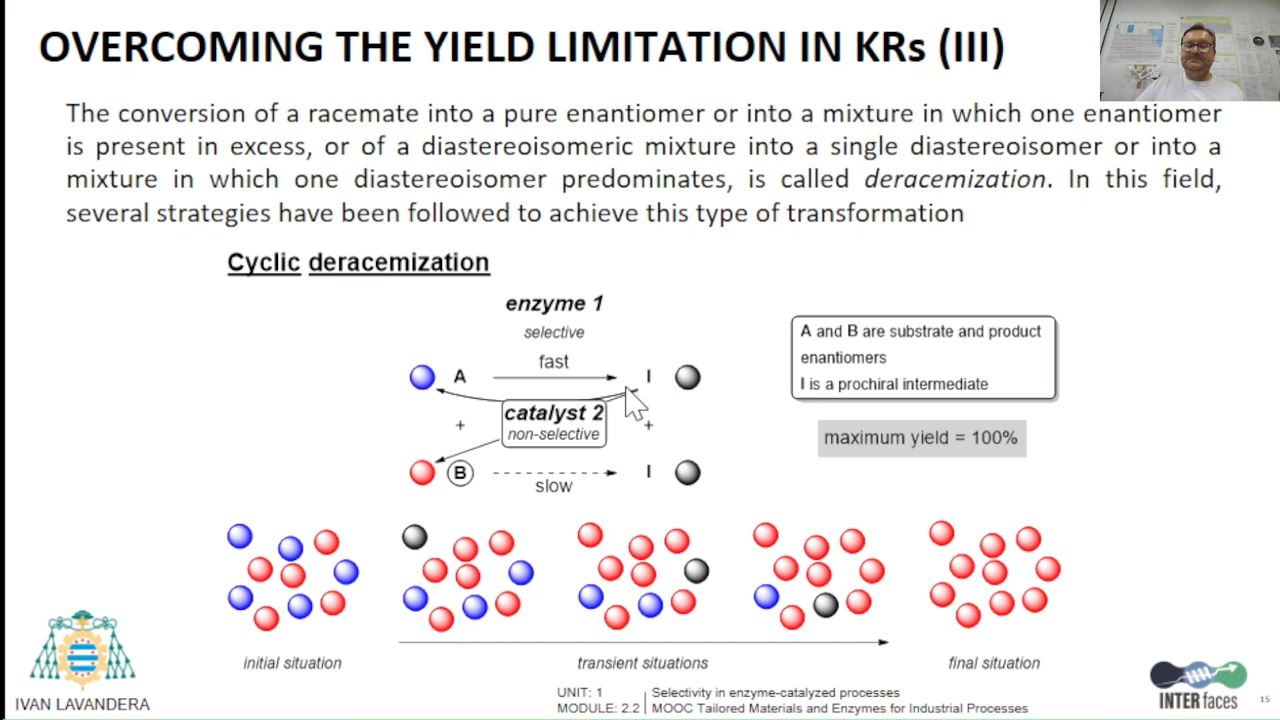 OVERCOMING THE YIELD LIMITATION IN KRs (III)
The conversion of a racemate into a pure enantiomer or into a mixture in which one enantiomer
is present in excess, or of a diastereoisomeric mixture into a single diastereoisomer or into a
mixture in which one diastereoisomer predominates, is called deracemization. In this field,
several strategies have been followed to achieve this type of transformation
Cyclic deracemization
enzyme 1
selective
fast
A I
catalyst 2
non-selective
+ +
B I
slow
A and B are substrate and product
enantiomers
I is a prochiral intermediate
maximum yield = 100%
initial situation
transient situations
final situation
IVAN LAVANDERA
UNIT: 1
MODULE: 2.2
Selectivity in enzyme-catalyzed processes
MOOC Tailored Materials and Enzymes for Industrial Processes
INTERfaces
15